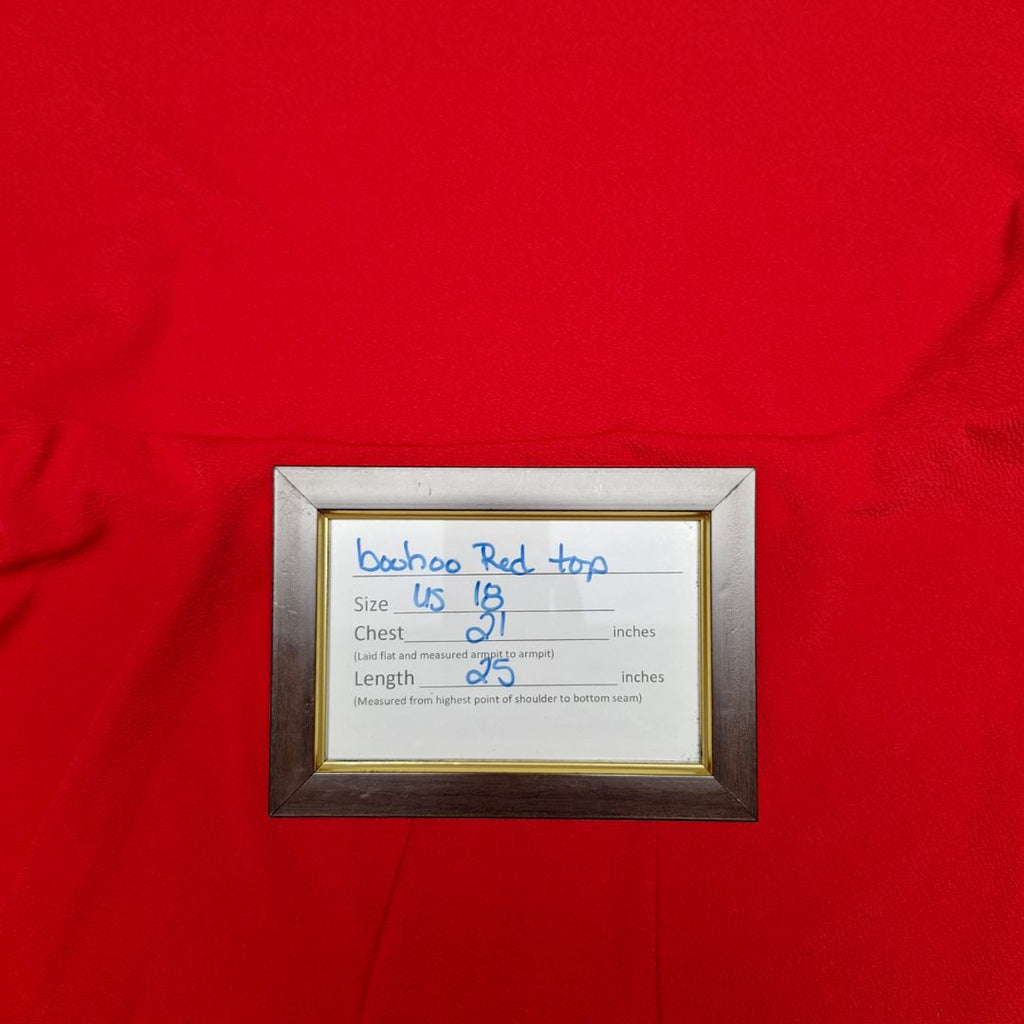 boohoo Red top
Size US 18
Chest 21 inches
(Laid flat and measured armpit to armpit)
Length 25 inches
(Measured from highest point of shoulder to bottom seam)